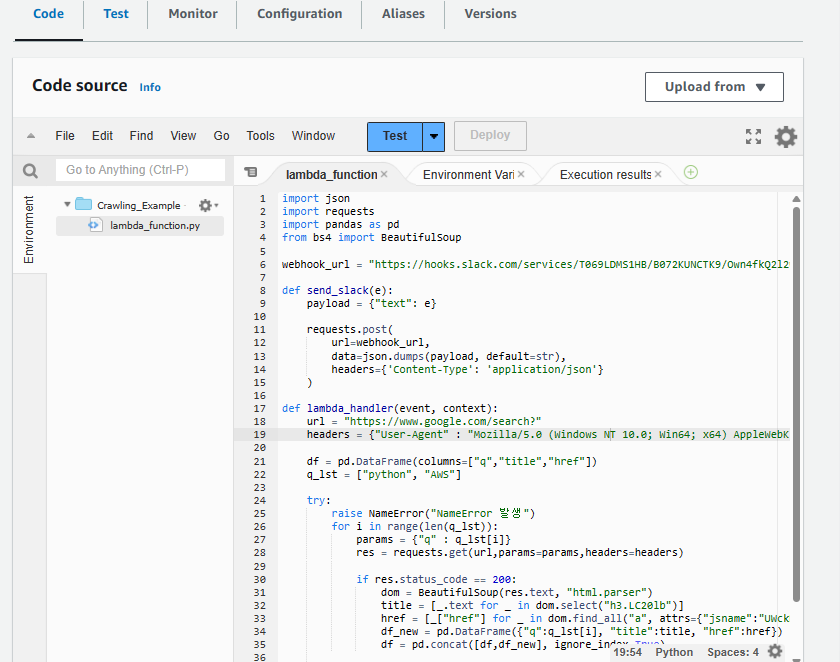 Code Test Monitor Configuration Aliases Versions
Code source Info Upload from
File Edit Find View Go Tools Window Test Deploy
Go to Anything (Ctrl-P) lambda_function Environment Vari Execution results
Environment
Crawling_Example
lambda_function.py
1 import json
2 import requests
3 import pandas as pd
4 from bs4 import BeautifulSoup
5
6 webhook_url = "https://hooks.slack.com/services/T069LDMS1HB/B072KUNCTK9/Own4fkQ2l2
7
8 def send_slack(e):
9 payload = {"text": e}
10
11 requests.post(
12 url=webhook_url,
13 data=json.dumps(payload, default=str),
14 headers={'Content-Type': 'application/json'}
15 )
16
17 def lambda_handler(event, context):
18 url = "https://www.google.com/search?"
19 headers = {"User-Agent" : "Mozilla/5.0 (Windows NT 10.0; Win64; x64) AppleWebK
20
21 df = pd.DataFrame(columns=["q","title","href"])
22 q_lst = ["python", "AWS"]
23
24 try:
25 raise NameError("NameError 발생")
26 for i in range(len(q_lst)):
27 params = {"q" : q_lst[i]}
28 res = requests.get(url,params=params,headers=headers)
29
30 if res.status_code == 200:
31 dom = BeautifulSoup(res.text, "html.parser")
32 title = [_.text for _ in dom.select("h3.LC20lb")]
33 href = [_["href"] for _ in dom.find_all("a", attrs={"jsname":"UWck
34 df_new = pd.DataFrame({"q":q_lst[i], "title":title, "href":href})
35 df = pd.concat([df,df_new], ignore_index
36
19:54 Python Spaces: 4